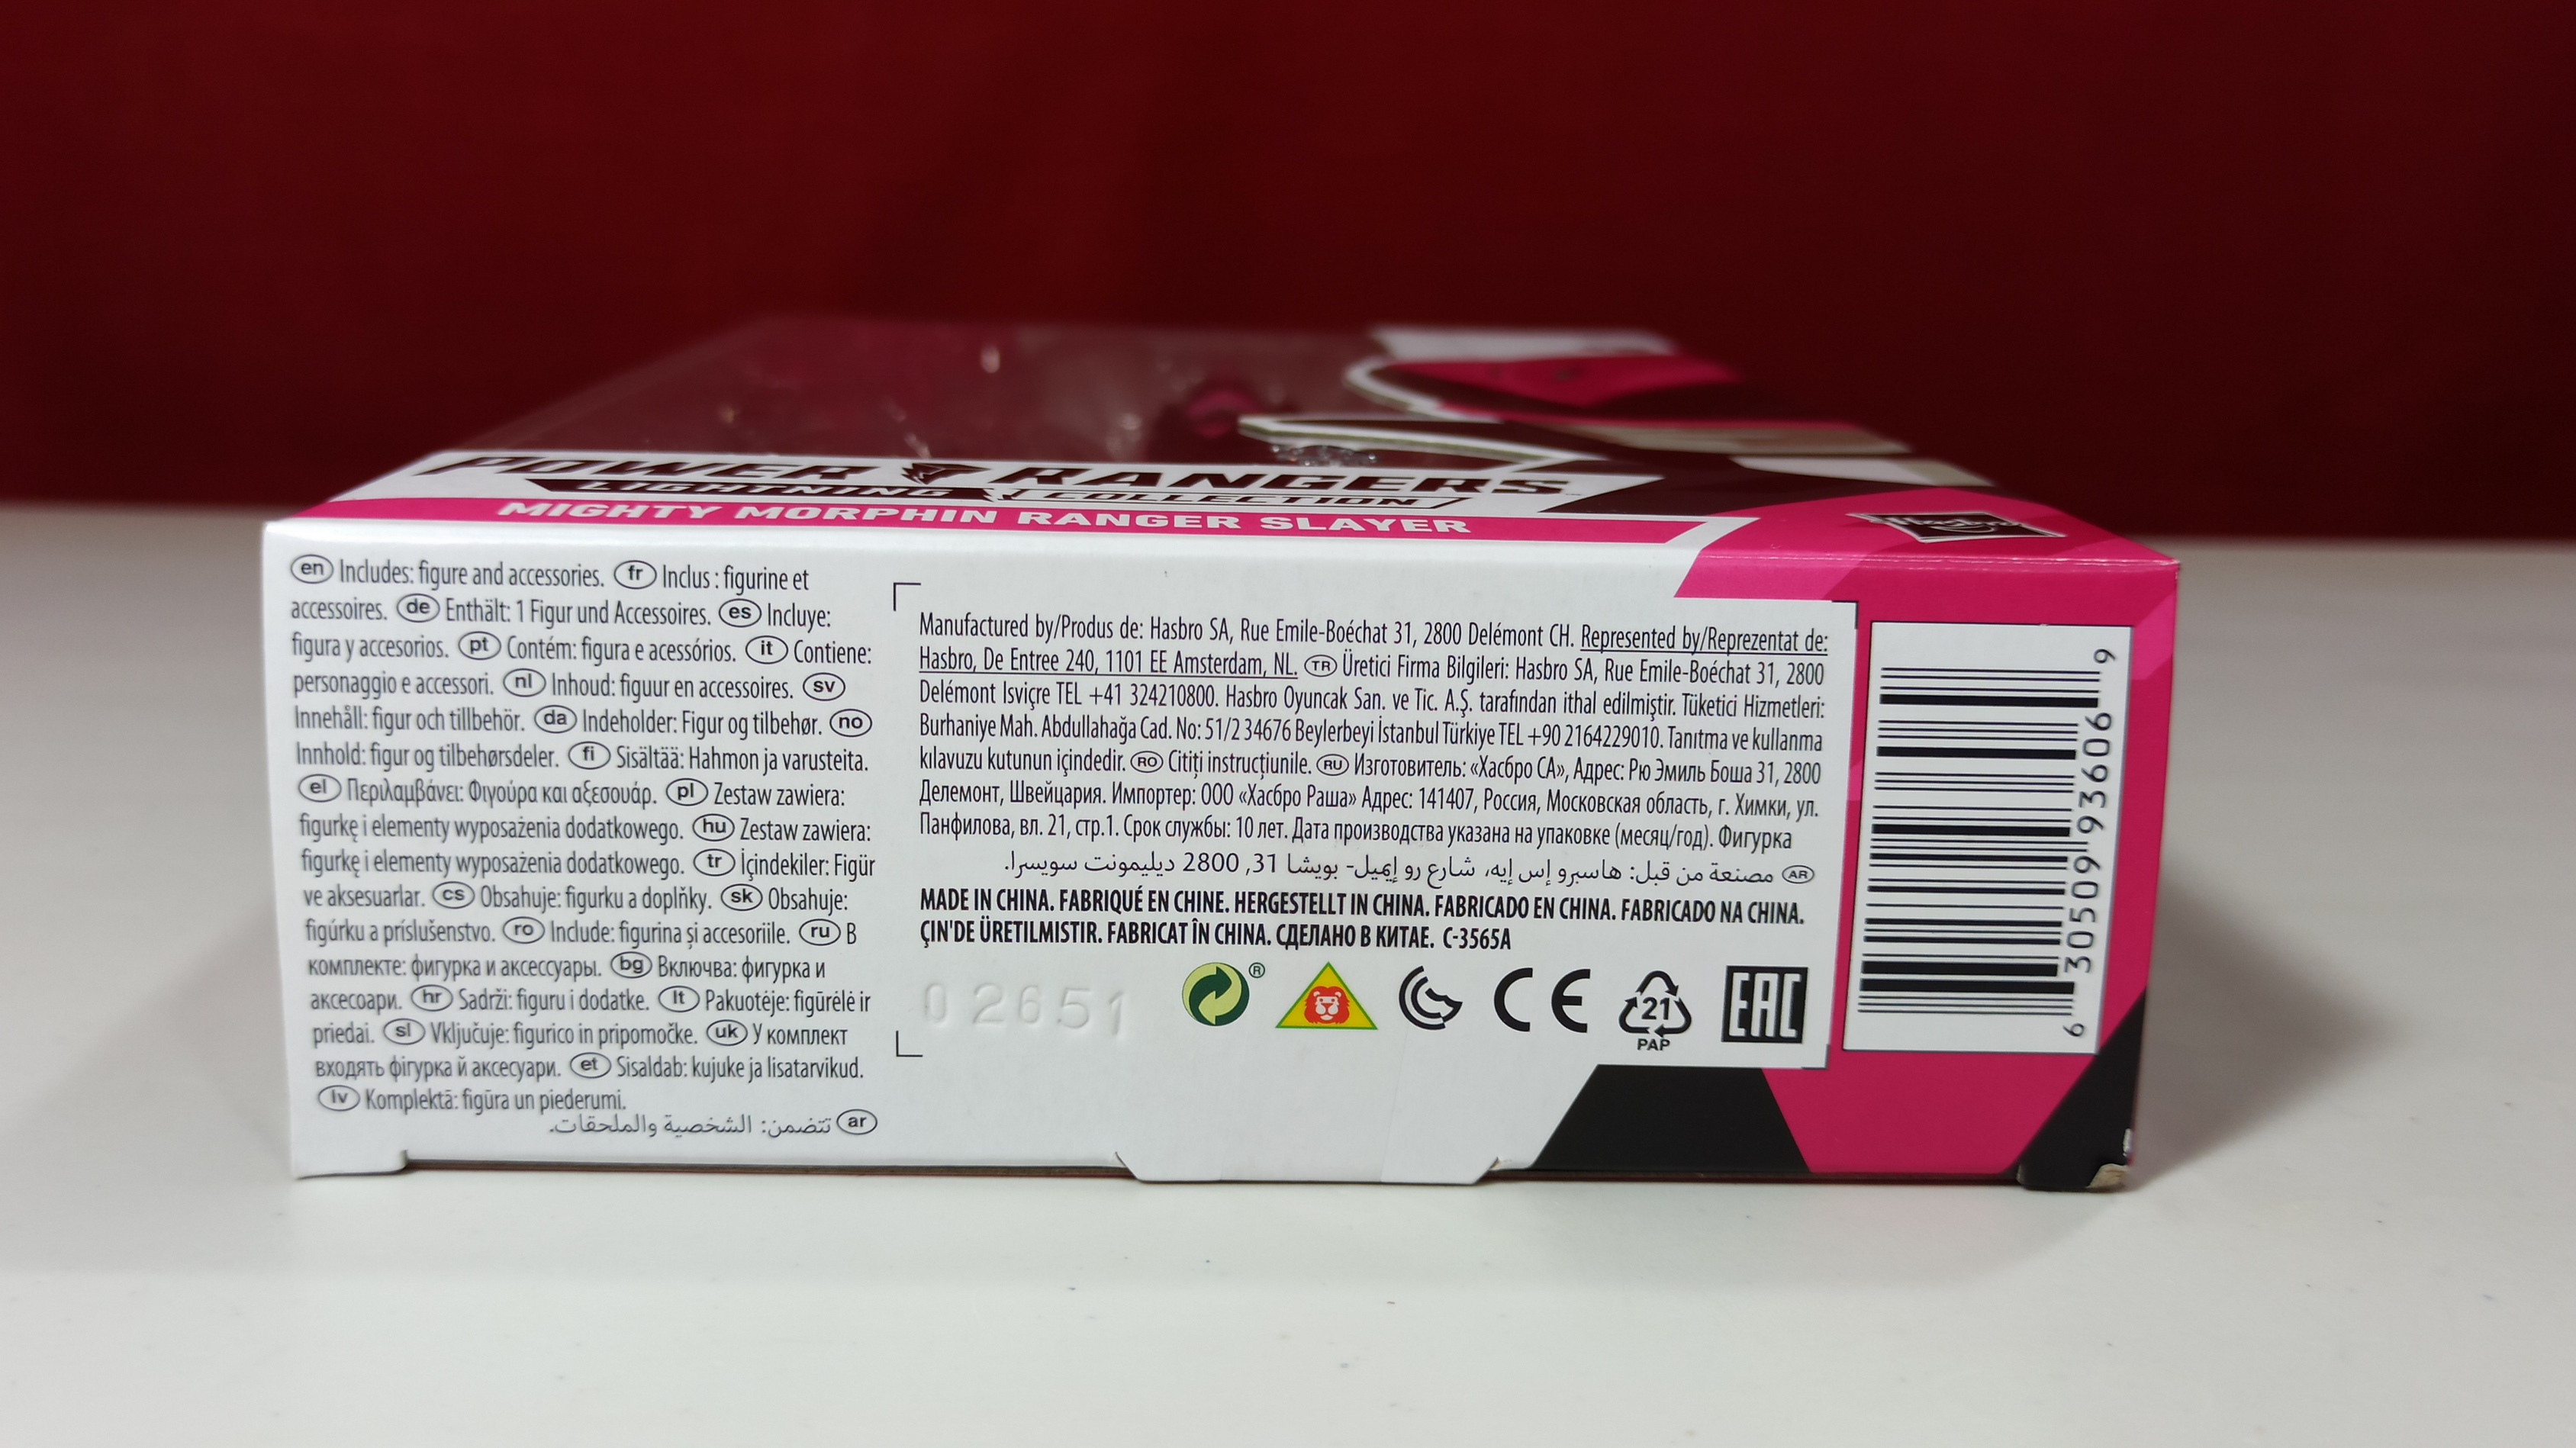 POWER RANGERS
LIGHTNING COLLECTION
MIGHTY MORPHIN RANGER SLAYER
Hasbro
en Includes: figure and accessories. fr Inclus : figurine et
accessoires. de Enthält: 1 Figur und Accessoires. es Incluye:
figura y accesorios. pt Contém: figura e acessórios. it Contiene:
personaggio e accessori. nl Inhoud: figuur en accessoires. sv
Innehåll: figur och tillbehör. da Indeholder: Figur og tilbehør. no
Innhold: figur og tilbehørsdeler. fi Sisältää: Hahmon ja varusteita.
el Περιλαμβάνει: Φιγούρα και αξεσουάρ. pl Zestaw zawiera:
figurkę i elementy wyposażenia dodatkowego. hu Zestaw zawiera:
figurkę i elementy wyposażenia dodatkowego. tr İçindekiler: Figür
ve aksesuarlar. cs Obsahuje: figurku a doplňky. sk Obsahuje:
figúrku a príslušenstvo. ro Include: figurina și accesoriile. ru В
комплекте: фигурка и аксессуары. bg Включва: фигурка и
аксесоари. hr Sadrži: figuru i dodatke. lt Pakuotėje: figūrėlė ir
priedai. sl Vključuje: figurico in pripomočke. uk У комплект
входять фігурка й аксесуари. et Sisaldab: kujuke ja lisatarvikud.
lv Komplektā: figūra un piederumi.
ar تتضمن: الشخصية والملحقات.
Manufactured by/Produs de: Hasbro SA, Rue Emile-Boéchat 31, 2800 Delémont CH. Represented by/Reprezentat de:
Hasbro, De Entree 240, 1101 EE Amsterdam, NL. TR Üretici Firma Bilgileri: Hasbro SA, Rue Emile-Boéchat 31, 2800
Delémont Isviçre TEL +41 324210800. Hasbro Oyuncak San. ve Tic. A.Ş. tarafından ithal edilmiştir. Tüketici Hizmetleri:
Burhaniye Mah. Abdullahağa Cad. No: 51/2 34676 Beylerbeyi İstanbul Türkiye TEL +90 2164229010. Tanıtma ve kullanma
kılavuzu kutunun içindedir. RO Citiți instrucțiunile. RU Изготовитель: «Хасбро СА», Адрес: Рю Эмиль Боша 31, 2800
Делемонт, Швейцария. Импортер: ООО «Хасбро Раша» Адрес: 141407, Россия, Московская область, г. Химки, ул.
Панфилова, вл. 21, стр.1. Срок службы: 10 лет. Дата производства указана на упаковке (месяц/год). Фигурка
AR مصنعة من قبل: هاسبرو إس إيه، شارع رو إيميل- بويشا 31, 2800 ديليمونت سويسرا.
MADE IN CHINA. FABRIQUÉ EN CHINE. HERGESTELLT IN CHINA. FABRICADO EN CHINA. FABRICADO NA CHINA.
ÇIN'DE ÜRETILMISTIR. FABRICAT ÎN CHINA. СДЕЛАНО В КИТАЕ. C-3565A
02651
® CE 21 PAP EAC
6 30509 93606 9